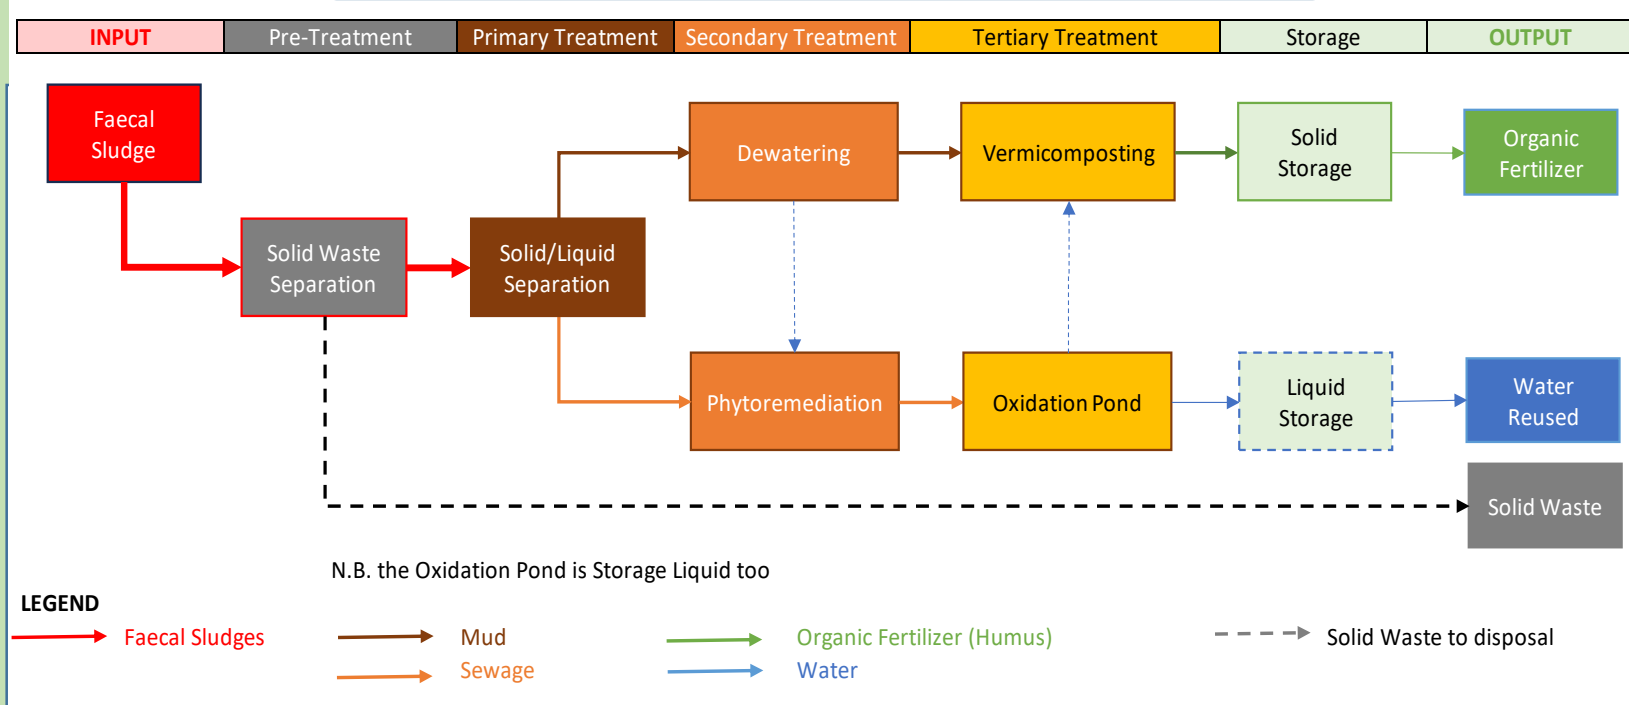 INPUT
Pre-Treatment
Primary Treatment
Secondary Treatment
Tertiary Treatment
Storage
OUTPUT
Faecal
Sludge
Solid Waste
Separation
Solid/Liquid
Separation
Dewatering
Vermicomposting
Solid
Storage
Organic
Fertilizer
Phytoremediation
Oxidation Pond
Liquid
Storage
Water
Reused
Solid Waste
N.B. the Oxidation Pond is Storage Liquid too
LEGEND
Faecal Sludges
Mud
Organic Fertilizer (Humus)
Solid Waste to disposal
Sewage
Water